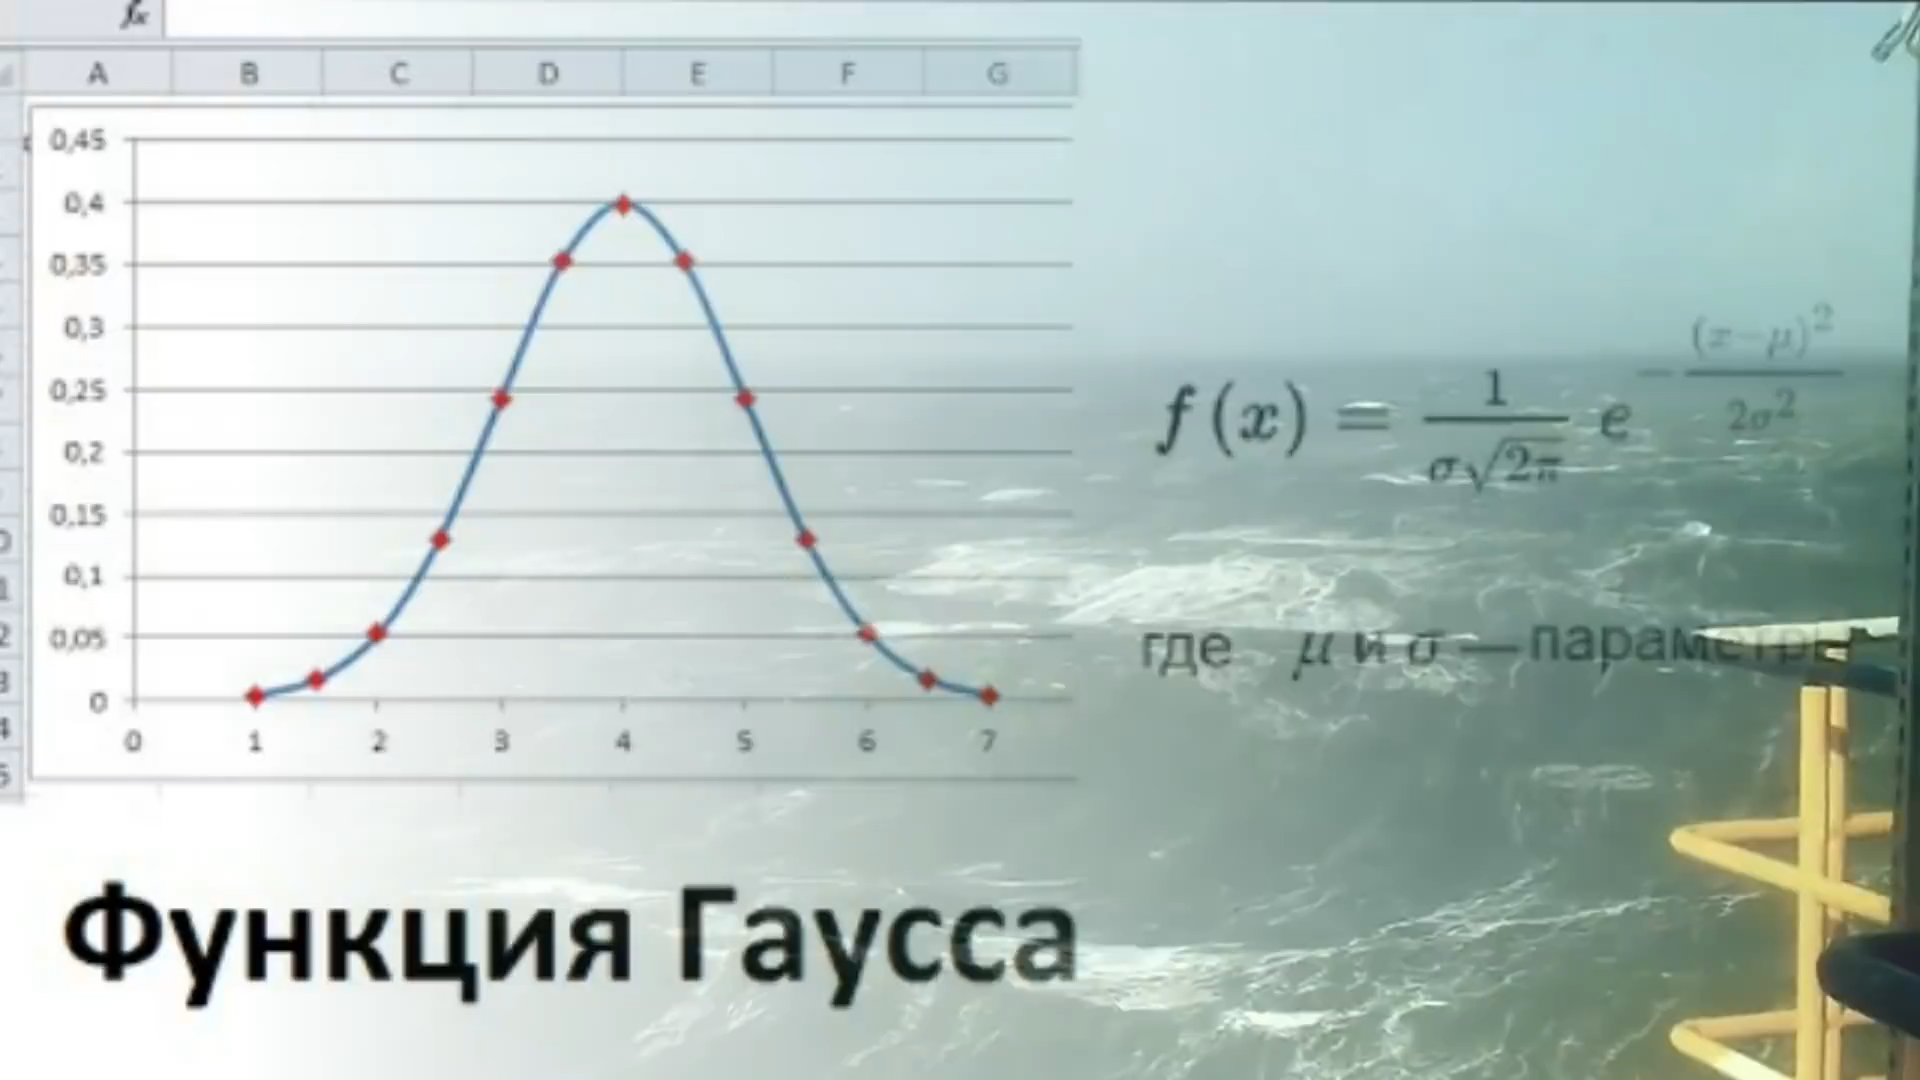 fx
A B C D E F G
0,45
0,4
0,35
0,3
0,25
0,2
0,15
0,1
0,05
0
0 1 2 3 4 5 6 7
f(x) = 1/(σ√2π) e^(-(x-μ)²/(2σ²))
где μ и σ — параметры
Функция Гаусса